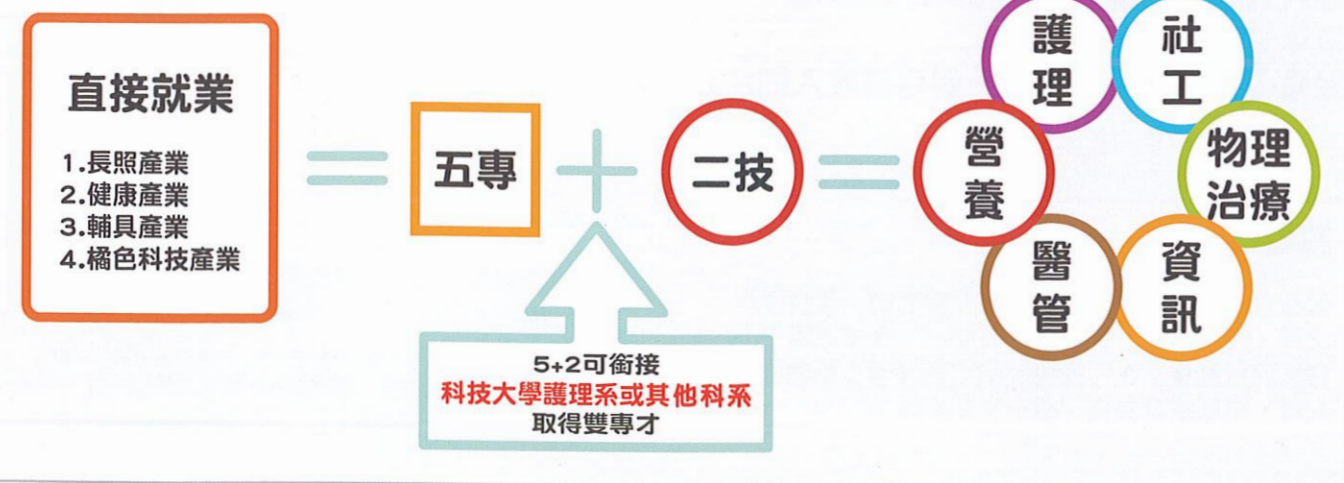 直接就業
1.長照產業
2.健康產業
3.輔具產業
4.橘色科技產業
=
五專
+
二技
=
護理
社工
營養
物理治療
醫管
資訊
5+2可銜接
科技大學護理系或其他科系
取得雙專才